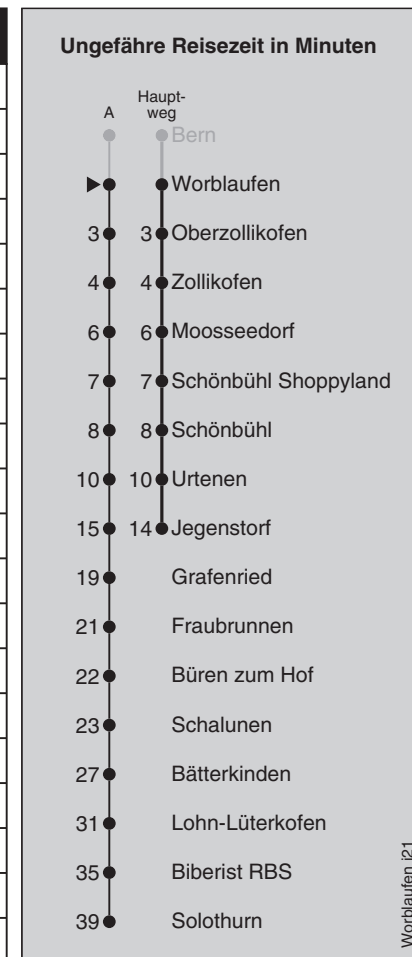 Ungefähre Reisezeit in Minuten
A Haupt-
weg
Bern
Worblaufen
3 3 Oberzollikofen
4 4 Zollikofen
6 6 Moosseedorf
7 7 Schönbühl Shoppyland
8 8 Schönbühl
10 10 Urtenen
15 14 Jegenstorf
19 Grafenried
21 Fraubrunnen
22 Büren zum Hof
23 Schalunen
27 Bätterkinden
31 Lohn-Lüterkofen
35 Biberist RBS
39 Solothurn
Worblaufen j21